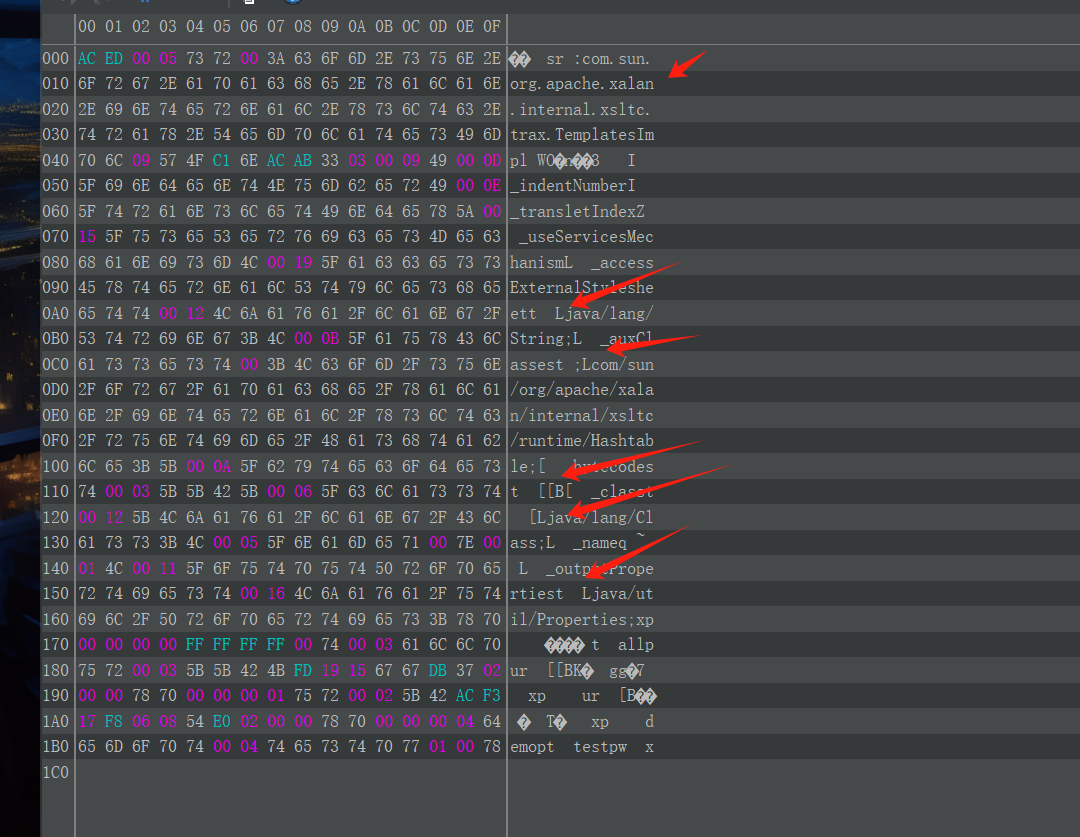 00 01 02 03 04 05 06 07 08 09 0A 0B 0C 0D 0E 0F
000 AC ED 00 05 73 72 00 3A 63 6F 6D 2E 73 75 6E 2E �� sr :com.sun.
010 6F 72 67 2E 61 70 61 63 68 65 2E 78 61 6C 61 6E org.apache.xalan
020 2E 69 6E 74 65 72 6E 61 6C 2E 78 73 6C 74 63 2E .internal.xsltc.
030 74 72 61 78 2E 54 65 6D 70 6C 61 74 65 73 49 6D trax.TemplatesIm
040 70 6C 09 57 4F C1 6E AC AB 33 03 00 09 49 00 0D pl WO�n��3 I
050 5F 69 6E 64 65 6E 74 4E 75 6D 62 65 72 49 00 0E _indentNumberI
060 5F 74 72 61 6E 73 6C 65 74 49 6E 64 65 78 5A 00 _transletIndexZ
070 15 5F 75 73 65 53 65 72 76 69 63 65 73 4D 65 63 _useServicesMec
080 68 61 6E 69 73 6D 4C 00 19 5F 61 63 63 65 73 73 hanismL _access
090 45 78 74 65 72 6E 61 6C 53 74 79 6C 65 73 68 65 ExternalStyleshe
0A0 65 74 74 00 12 4C 6A 61 76 61 2F 6C 61 6E 67 2F ett Ljava/lang/
0B0 53 74 72 69 6E 67 3B 4C 00 0B 5F 61 75 78 43 6C String;L _auxCl
0C0 61 73 73 65 73 74 00 3B 4C 63 6F 6D 2F 73 75 6E assest ;Lcom/sun
0D0 2F 6F 72 67 2F 61 70 61 63 68 65 2F 78 61 6C 61 /org/apache/xala
0E0 6E 2F 69 6E 74 65 72 6E 61 6C 2F 78 73 6C 74 63 n/internal/xsltc
0F0 2F 72 75 6E 74 69 6D 65 2F 48 61 73 68 74 61 62 /runtime/Hashtab
100 6C 65 3B 5B 00 0A 5F 62 79 74 65 63 6F 64 65 73 le;[ _bytecodes
110 74 00 03 5B 5B 42 5B 00 06 5F 63 6C 61 73 73 74 t [[B[ _classt
120 00 12 5B 4C 6A 61 76 61 2F 6C 61 6E 67 2F 43 6C [Ljava/lang/Cl
130 61 73 73 3B 4C 00 05 5F 6E 61 6D 65 71 00 7E 00 ass;L _nameq ~
140 01 4C 00 11 5F 6F 75 74 70 75 74 50 72 6F 70 65 L _outputPrope
150 72 74 69 65 73 74 00 16 4C 6A 61 76 61 2F 75 74 rtiest Ljava/ut
160 69 6C 2F 50 72 6F 70 65 72 74 69 65 73 3B 78 70 il/Properties;xp
170 00 00 00 00 FF FF FF FF 00 74 00 03 61 6C 6C 70 ���� t allp
180 75 72 00 03 5B 5B 42 4B FD 19 15 67 67 DB 37 02 ur [[BK� gg�7
190 00 00 78 70 00 00 00 01 75 72 00 02 5B 42 AC F3 xp ur [B��
1A0 17 F8 06 08 54 E0 02 00 00 78 70 00 00 00 04 64 � T� xp d
1B0 65 6D 6F 70 74 00 04 74 65 73 74 70 77 01 00 78 emopt testpw x
1C0